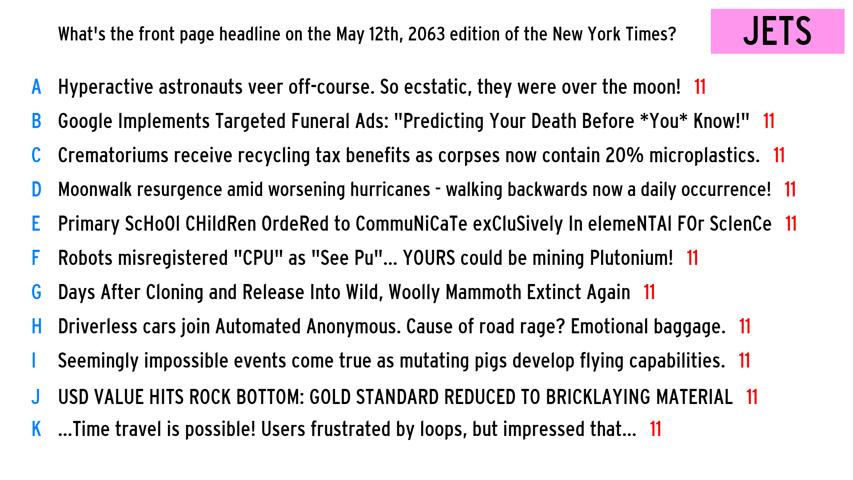 What's the front page headline on the May 12th, 2063 edition of the New York Times?
JETS
A Hyperactive astronauts veer off-course. So ecstatic, they were over the moon! 11
B Google Implements Targeted Funeral Ads: "Predicting Your Death Before *You* Know!" 11
C Crematoriums receive recycling tax benefits as corpses now contain 20% microplastics. 11
D Moonwalk resurgence amid worsening hurricanes - walking backwards now a daily occurrence! 11
E Primary ScHoOl CHildRen OrdeRed to CommuNiCaTe exCluSively In elemeNTAl FOr ScIenCe 11
F Robots misregistered "CPU" as "See Pu"... YOURS could be mining Plutonium! 11
G Days After Cloning and Release Into Wild, Woolly Mammoth Extinct Again 11
H Driverless cars join Automated Anonymous. Cause of road rage? Emotional baggage. 11
I Seemingly impossible events come true as mutating pigs develop flying capabilities. 11
J USD VALUE HITS ROCK BOTTOM: GOLD STANDARD REDUCED TO BRICKLAYING MATERIAL 11
K ...Time travel is possible! Users frustrated by loops, but impressed that... 11